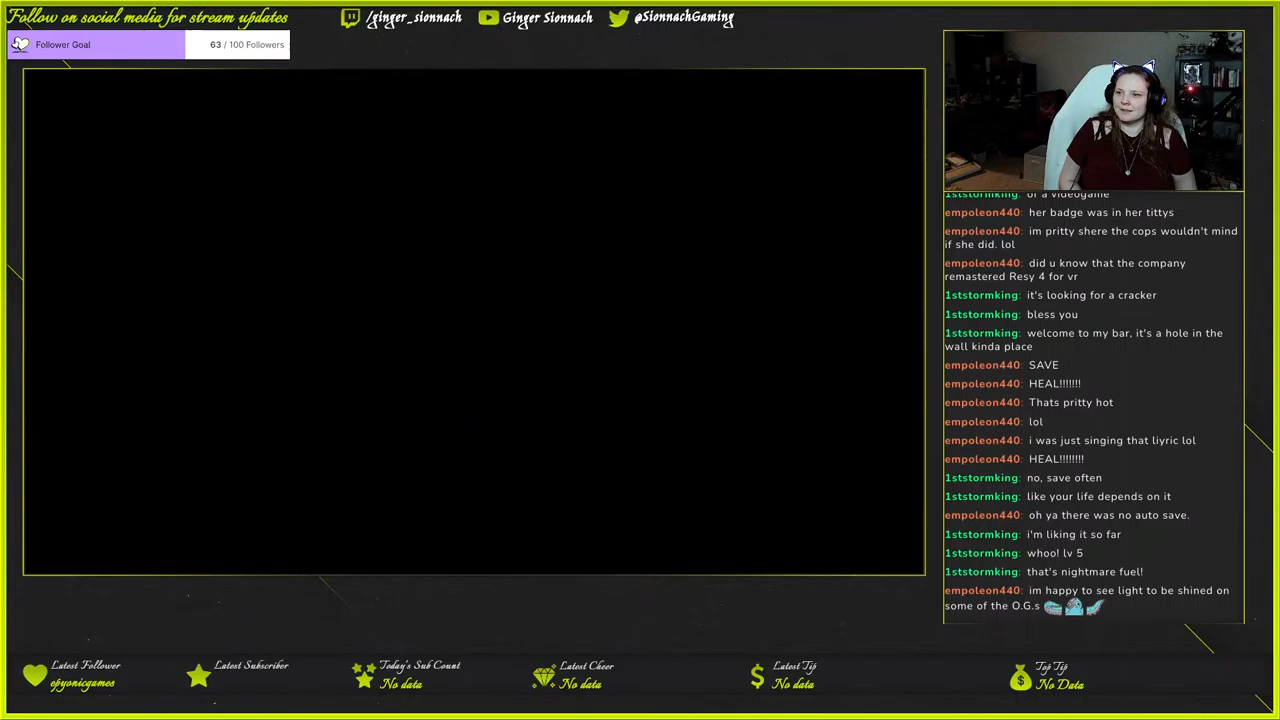 Follow on social media for stream updates
/ginger_sionnach
Ginger Sionnach
@SionnachGaming
Follower Goal
63 / 100 Followers
1ststormking: of a videogame
empoleon440: her badge was in her tittys
empoleon440: im pritty shere the cops wouldn't mind
if she did. lol
empoleon440: did u know that the company
remastered Resy 4 for vr
1ststormking: it's looking for a cracker
1ststormking: bless you
1ststormking: welcome to my bar, it's a hole in the
wall kinda place
empoleon440: SAVE
empoleon440: HEAL!!!!!!!
empoleon440: Thats pritty hot
empoleon440: lol
empoleon440: i was just singing that liyric lol
empoleon440: HEAL!!!!!!!!
1ststormking: no, save often
1ststormking: like your life depends on it
empoleon440: oh ya there was no auto save.
1ststormking: i'm liking it so far
1ststormking: whoo! lv 5
1ststormking: that's nightmare fuel!
empoleon440: im happy to see light to be shined on
some of the O.G.s
Latest Follower
epyonicgames
Latest Subscriber
Today's Sub Count
No data
Latest Cheer
No data
Latest Tip
No data
Top Tip
No Data